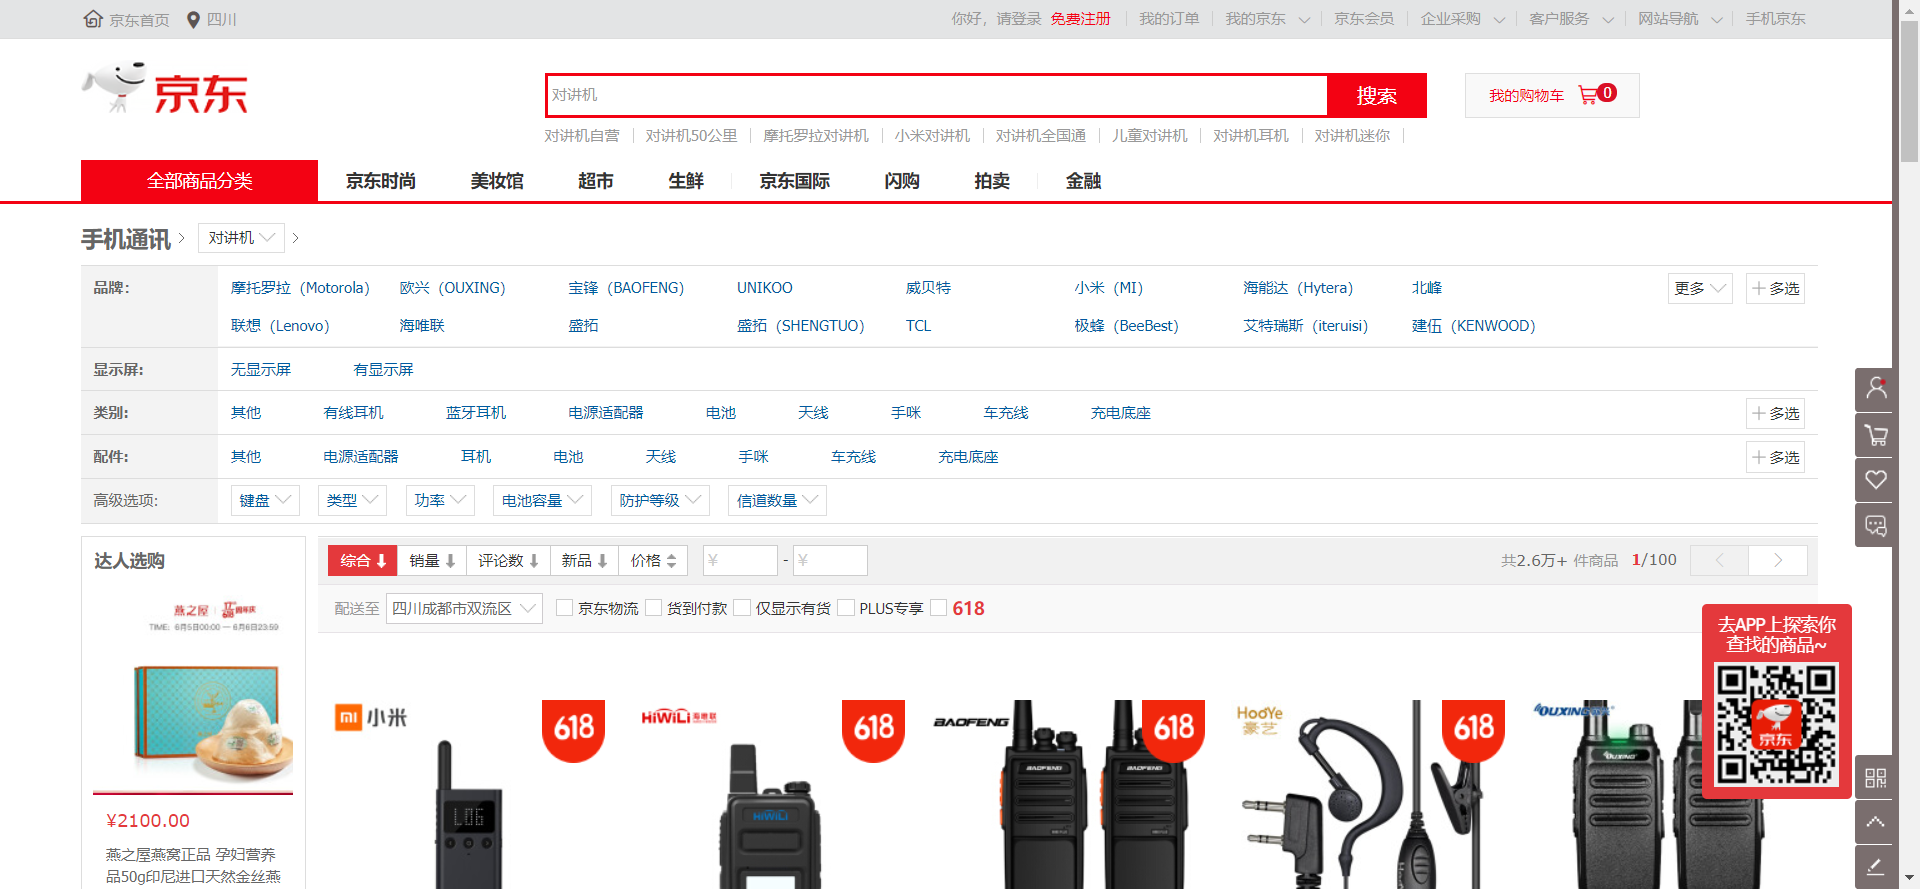 京东首页 四川 你好，请登录 免费注册 我的订单 我的京东 京东会员 企业采购 客户服务 网站导航 手机京东
京东
对讲机 搜索 我的购物车 0
对讲机自营 对讲机50公里 摩托罗拉对讲机 小米对讲机 对讲机全国通 儿童对讲机 对讲机耳机 对讲机迷你
全部商品分类 京东时尚 美妆馆 超市 生鲜 京东国际 闪购 拍卖 金融
手机通讯 > 对讲机 >
品牌： 摩托罗拉（Motorola） 欧兴（OUXING） 宝锋（BAOFENG） UNIKOO 威贝特 小米（MI） 海能达（Hytera） 北峰 更多 多选
联想（Lenovo） 海唯联 盛拓 盛拓（SHENGTUO） TCL 极蜂（BeeBest） 艾特瑞斯（iteruisi） 建伍（KENWOOD）
显示屏： 无显示屏 有显示屏
类别： 其他 有线耳机 蓝牙耳机 电源适配器 电池 天线 手咪 车充线 充电底座 多选
配件： 其他 电源适配器 耳机 电池 天线 手咪 车充线 充电底座 多选
高级选项： 键盘 类型 功率 电池容量 防护等级 信道数量
达人选购
综合 销量 评论数 新品 价格 ¥ - ¥ 共2.6万+ 件商品 1/100 < >
配送至 四川成都市双流区 京东物流 货到付款 仅显示有货 PLUS专享 618
去APP上探索你
查找的商品~
京东
燕之屋
TIME: 6月5日00:00 — 6月6日23:59
¥2100.00
燕之屋燕窝正品 孕妇营养
品50g印尼进口天然金丝燕
mi 小米 618
HiWiLi 海唯联 618
HiWiLi
BAOFENG 618
BAOFENG BAOFENG
HooYe 618
豪艺
OUXING
OUXING